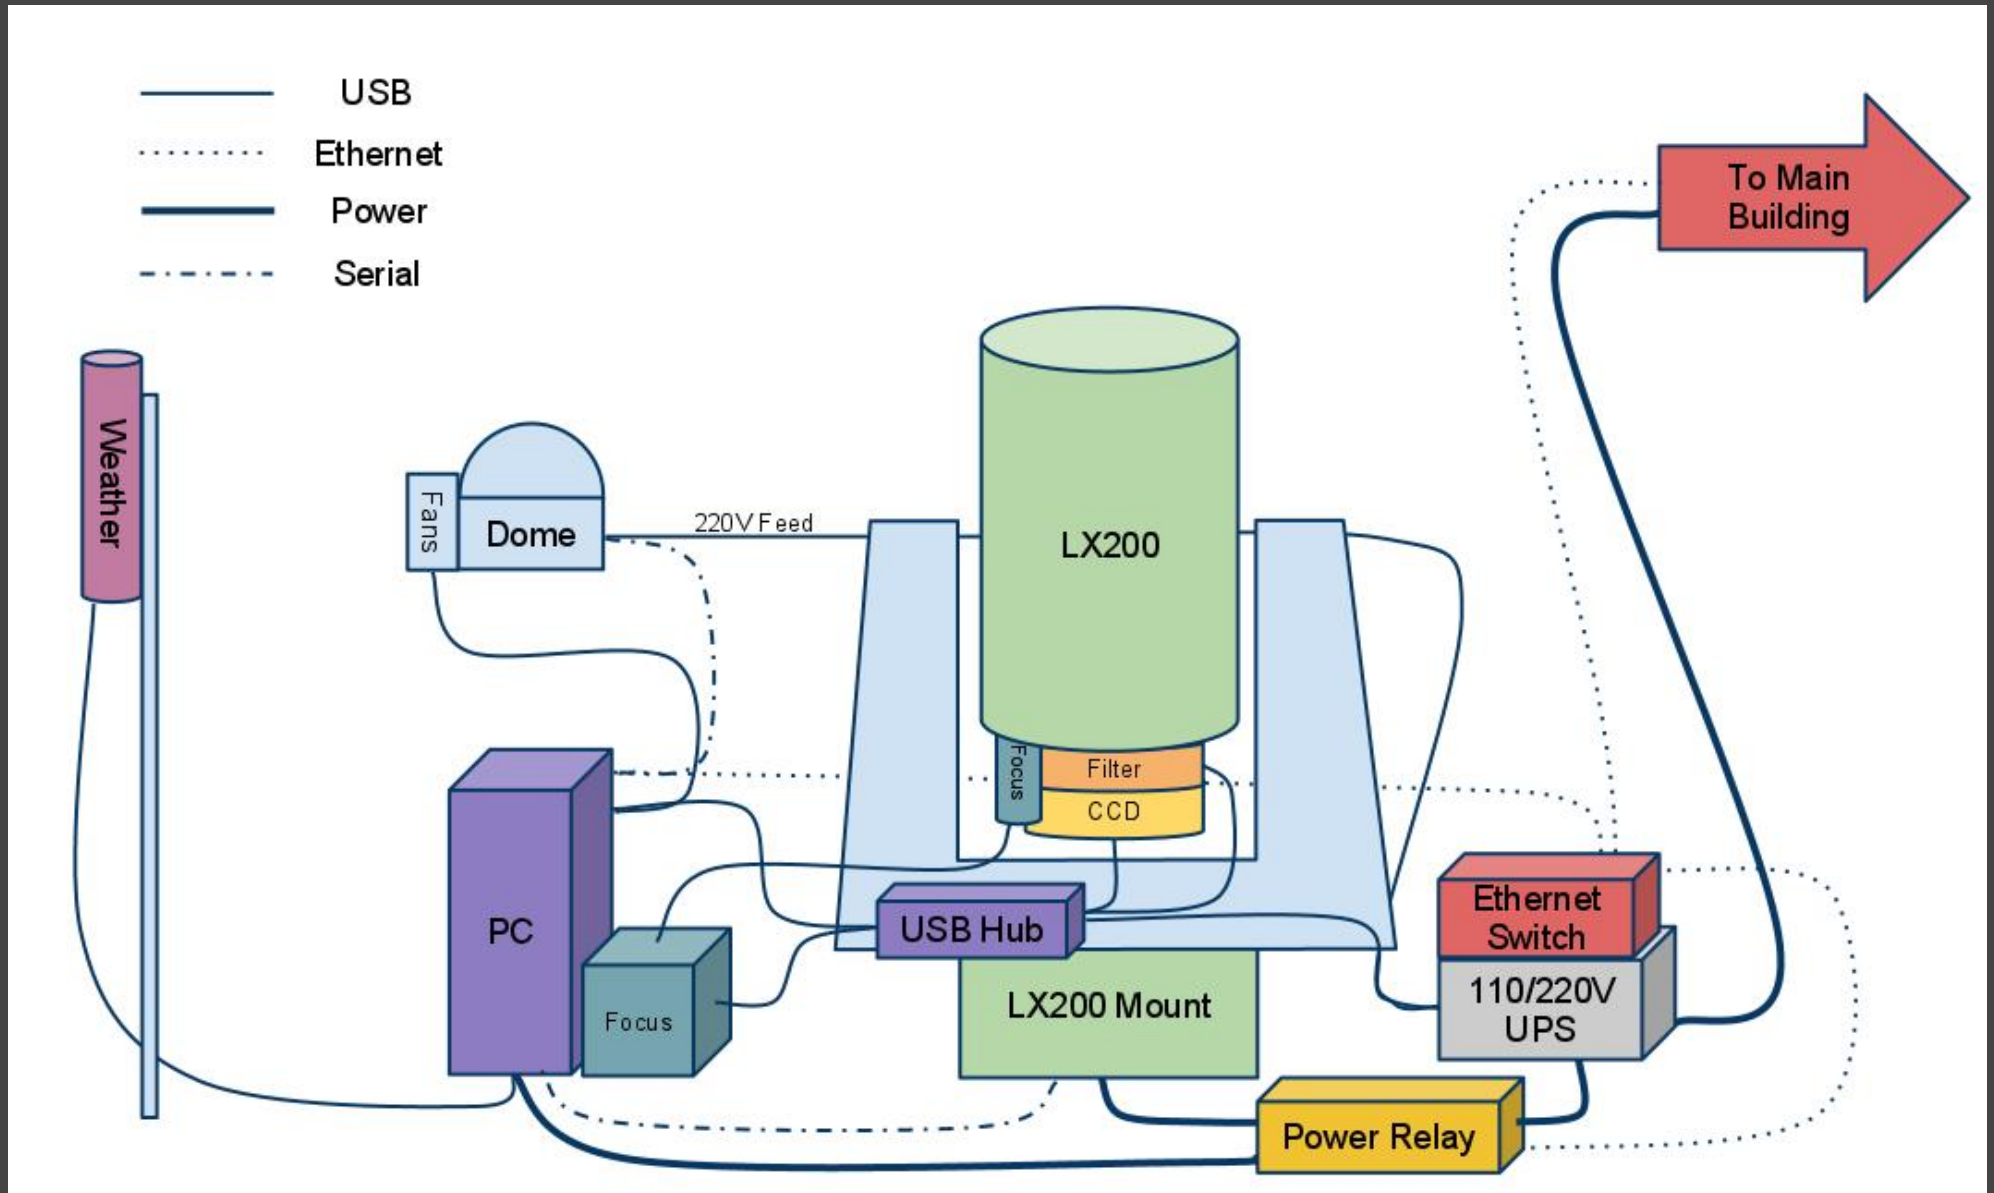 USB
Ethernet
Power
Serial
To Main
Building
Weather
Fans
Dome
220V Feed
LX200
Focus
Filter
CCD
PC
USB Hub
Ethernet
Switch
Focus
LX200 Mount
110/220V
UPS
Power Relay